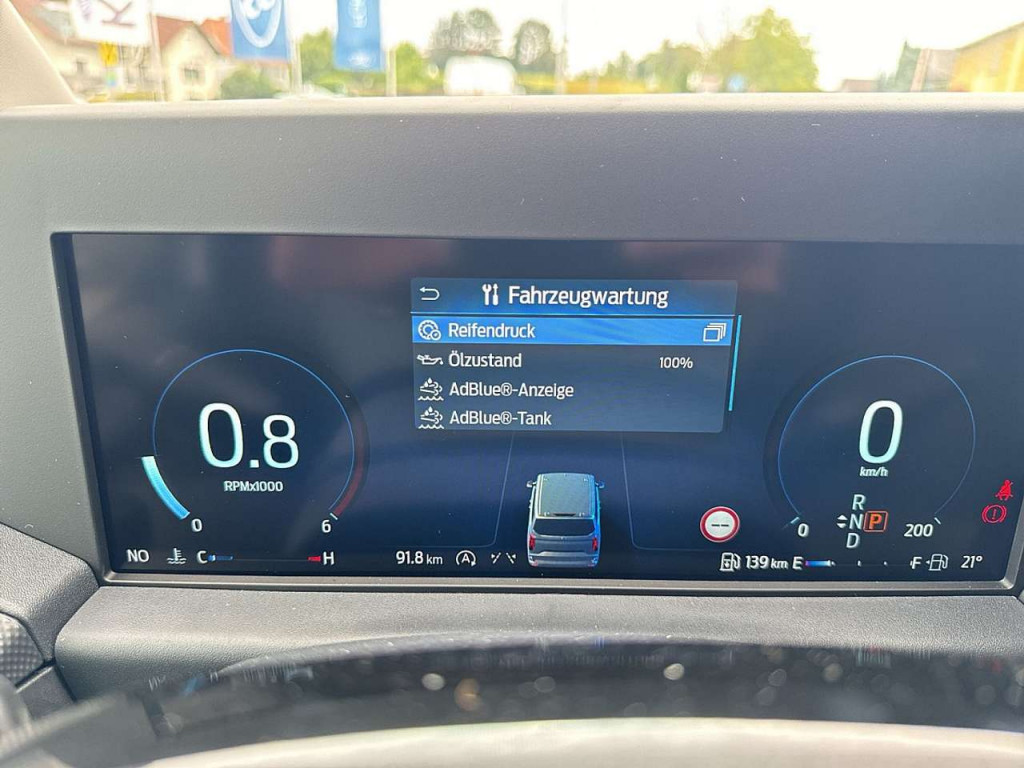 Fahrzeugwartung
Reifendruck
Ölzustand 100%
AdBlue®-Anzeige
AdBlue®-Tank
0.8
RPMx1000
0 6
0
km/h
0 200
R
N P
D
--
NO C H 91.8 km A 139 km E F 21°